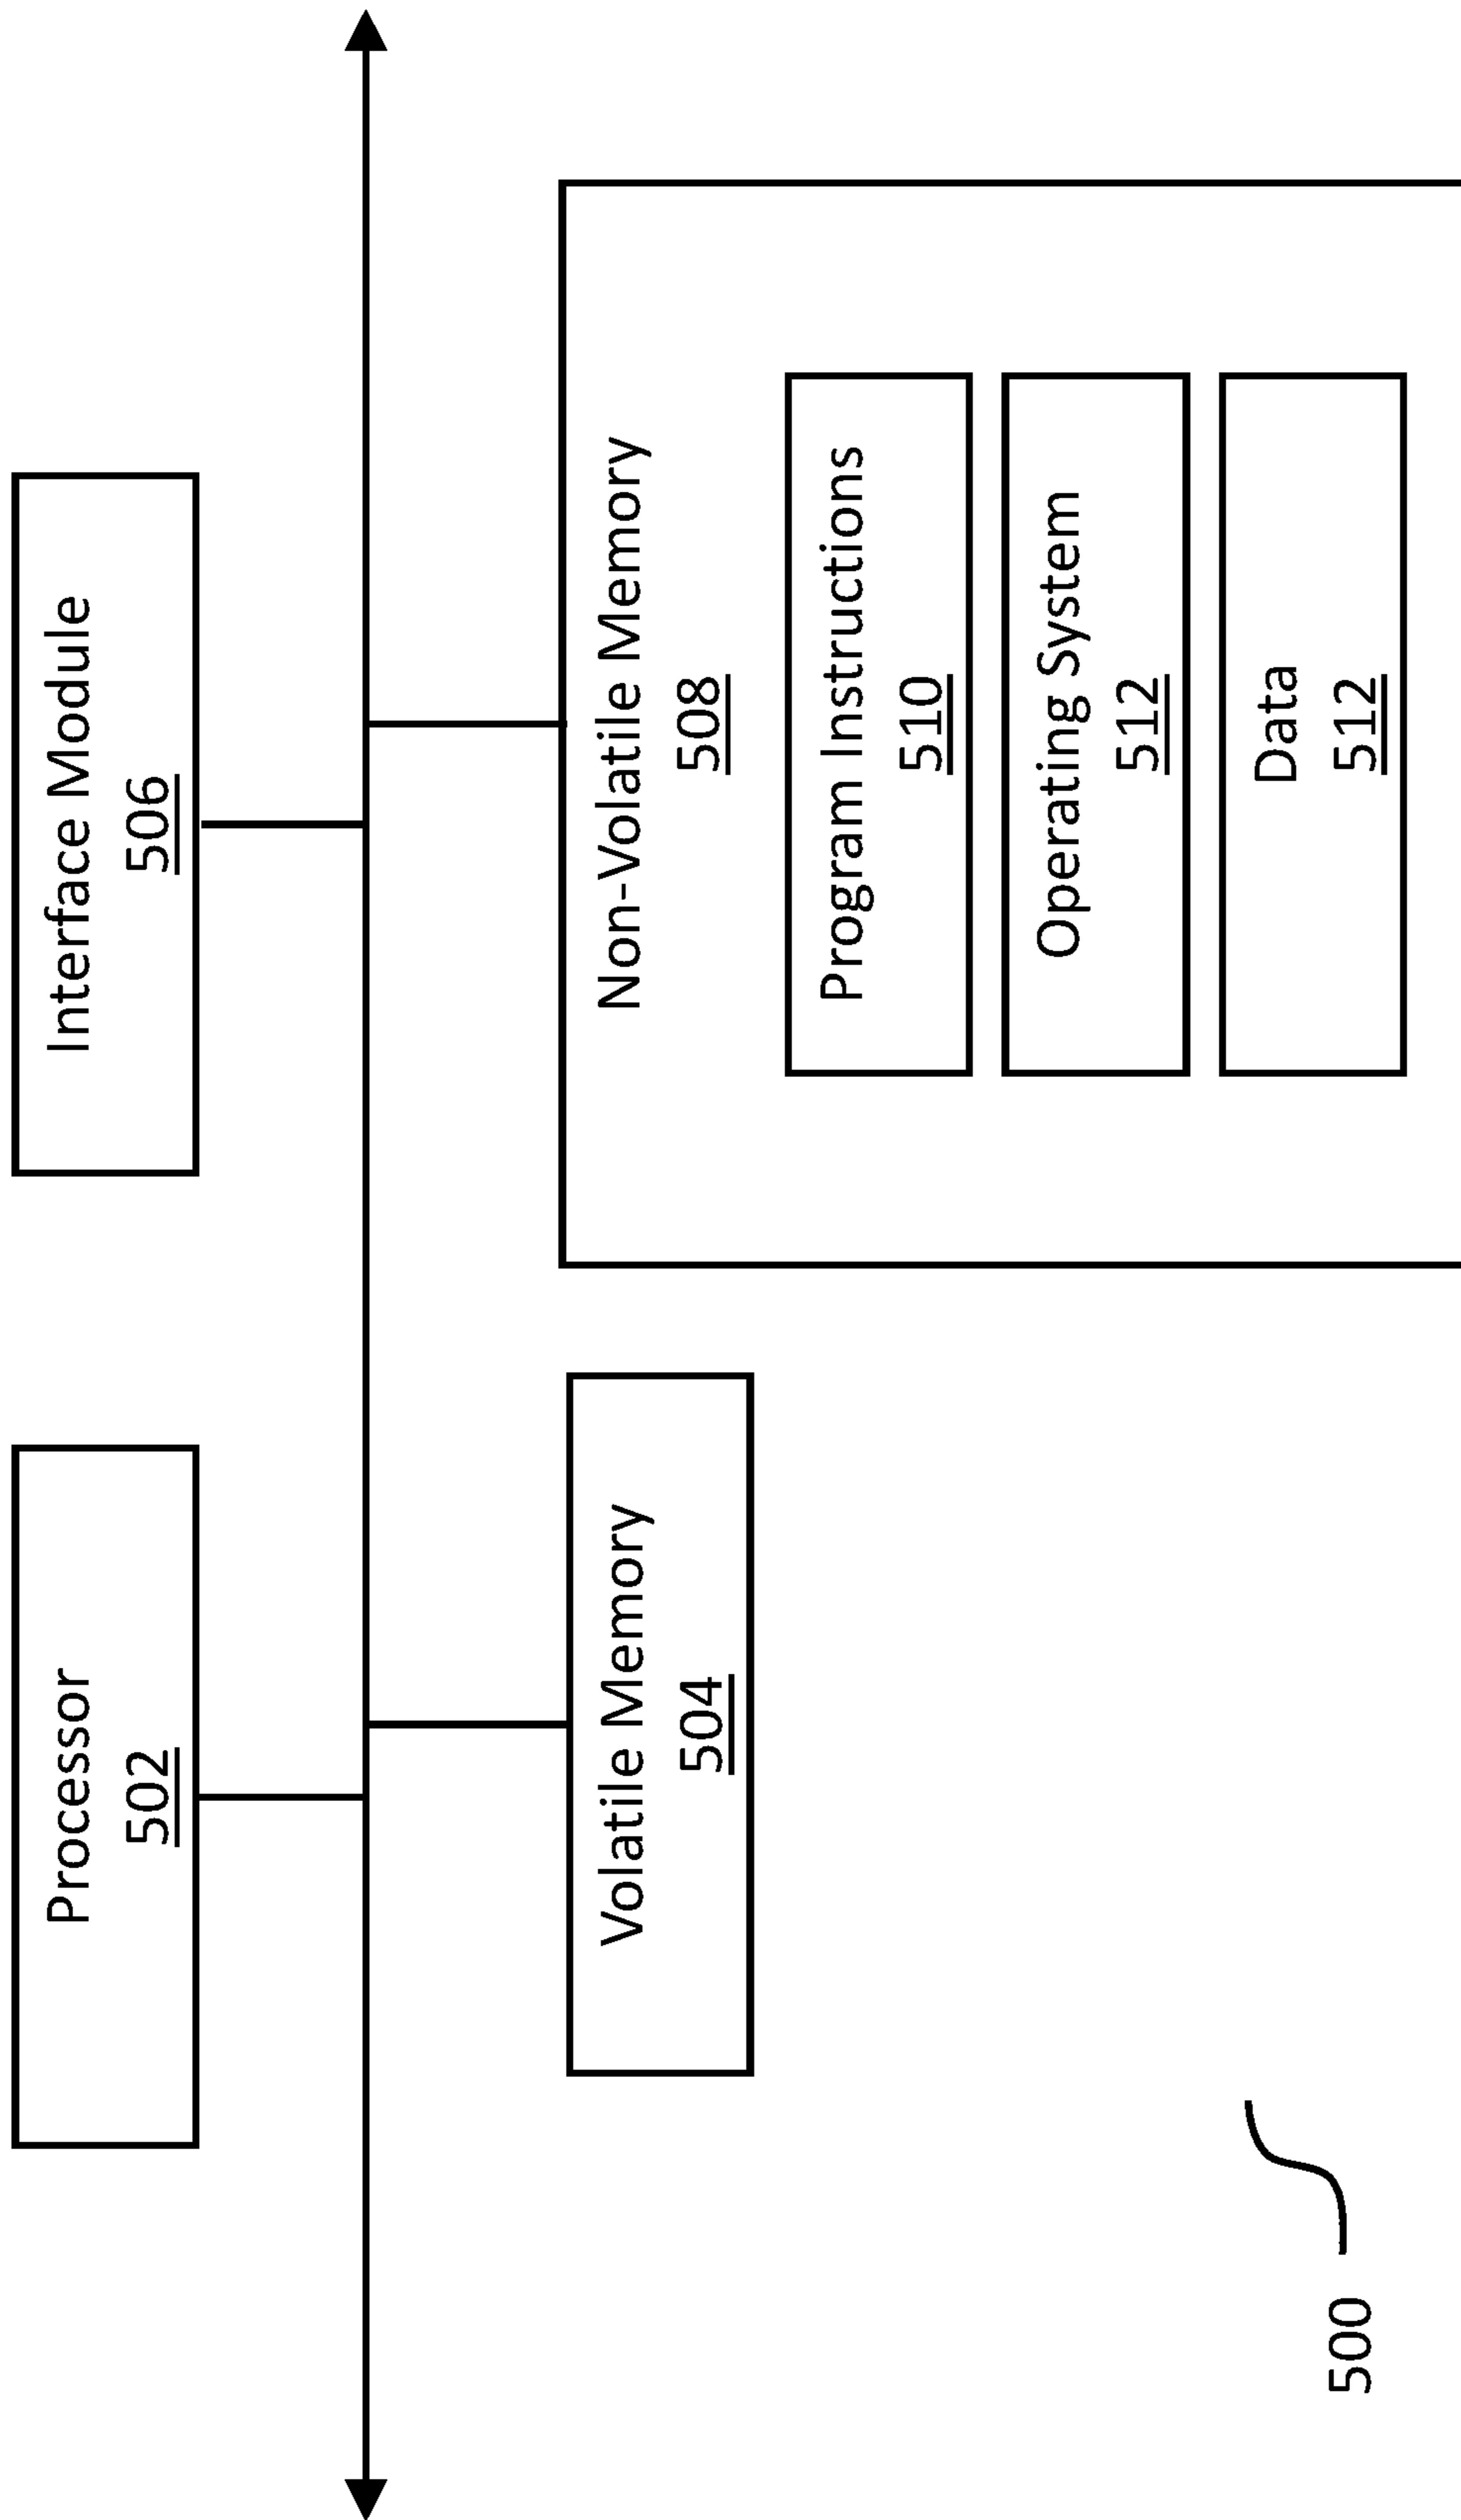 Processor
502
Interface Module
506
Volatile Memory
504
Non-Volatile Memory
508
Program Instructions
510
Operating System
512
Data
512
500